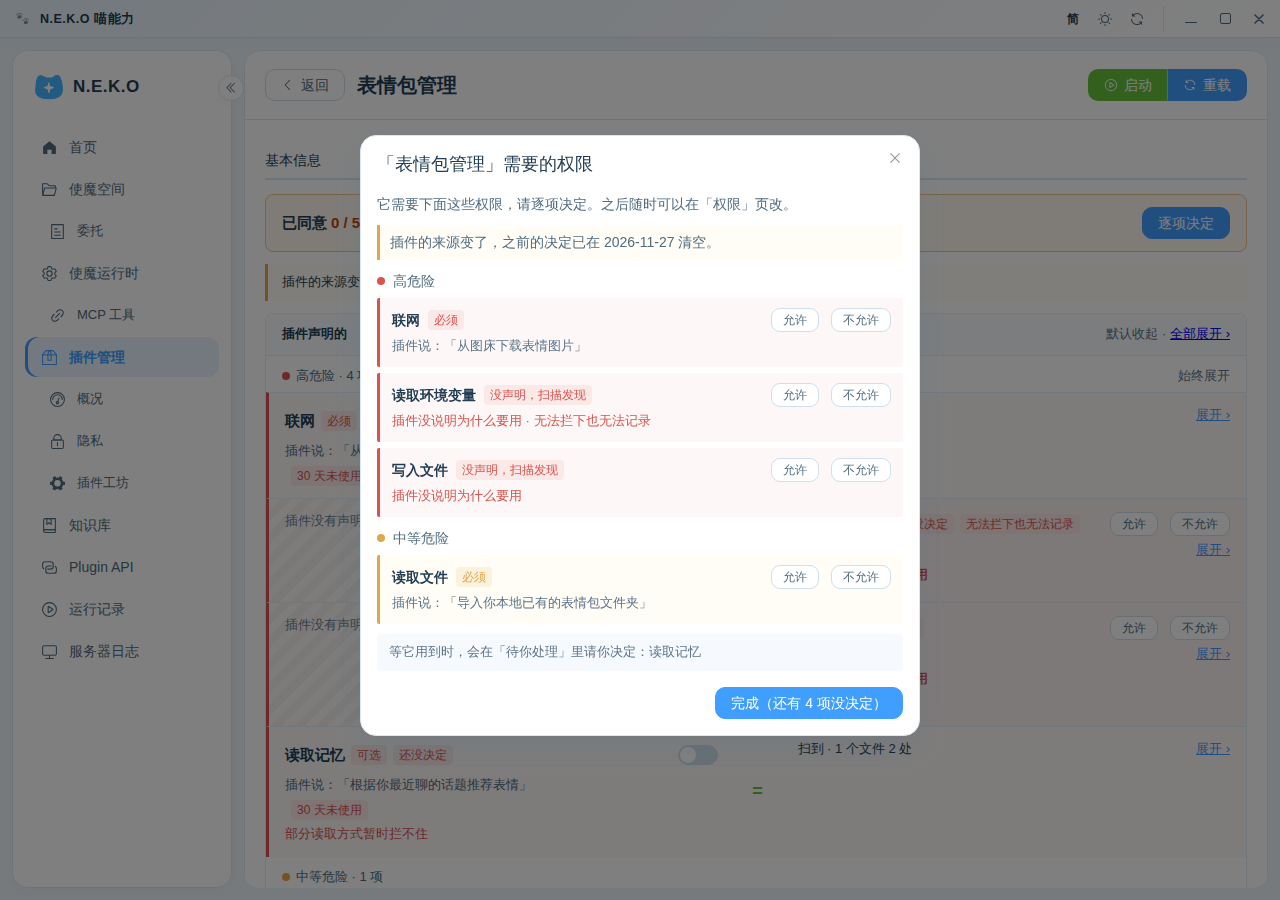 N.E.K.O 喵能力
简
N.E.K.O
首页
使魔空间
委托
使魔运行时
MCP 工具
插件管理
概况
隐私
插件工坊
知识库
Plugin API
运行记录
服务器日志
返回
表情包管理
启动
重载
基本信息
已同意 0 / 5
逐项决定
插件的来源变
插件声明的
默认收起 · 全部展开 ›
高危险 · 4
始终展开
联网 必须
展开 ›
插件说：「从
30 天未使用
插件没有声明
没决定 无法拦下也无法记录 允许 不允许
展开 ›
用
插件没有声明
允许 不允许
展开 ›
用
读取记忆 可选 还没决定
扫到 · 1 个文件 2 处
展开 ›
插件说：「根据你最近聊的话题推荐表情」
=
30 天未使用
部分读取方式暂时拦不住
中等危险 · 1 项
「表情包管理」需要的权限
它需要下面这些权限，请逐项决定。之后随时可以在「权限」页改。
插件的来源变了，之前的决定已在 2026-11-27 清空。
高危险
联网 必须 允许 不允许
插件说：「从图床下载表情图片」
读取环境变量 没声明，扫描发现 允许 不允许
插件没说明为什么要用 · 无法拦下也无法记录
写入文件 没声明，扫描发现 允许 不允许
插件没说明为什么要用
中等危险
读取文件 必须 允许 不允许
插件说：「导入你本地已有的表情包文件夹」
等它用到时，会在「待你处理」里请你决定：读取记忆
完成（还有 4 项没决定）